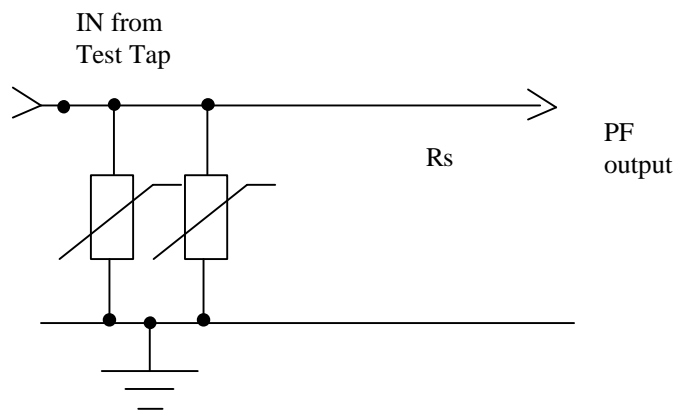 IN from
Test Tap
Rs
PF
output